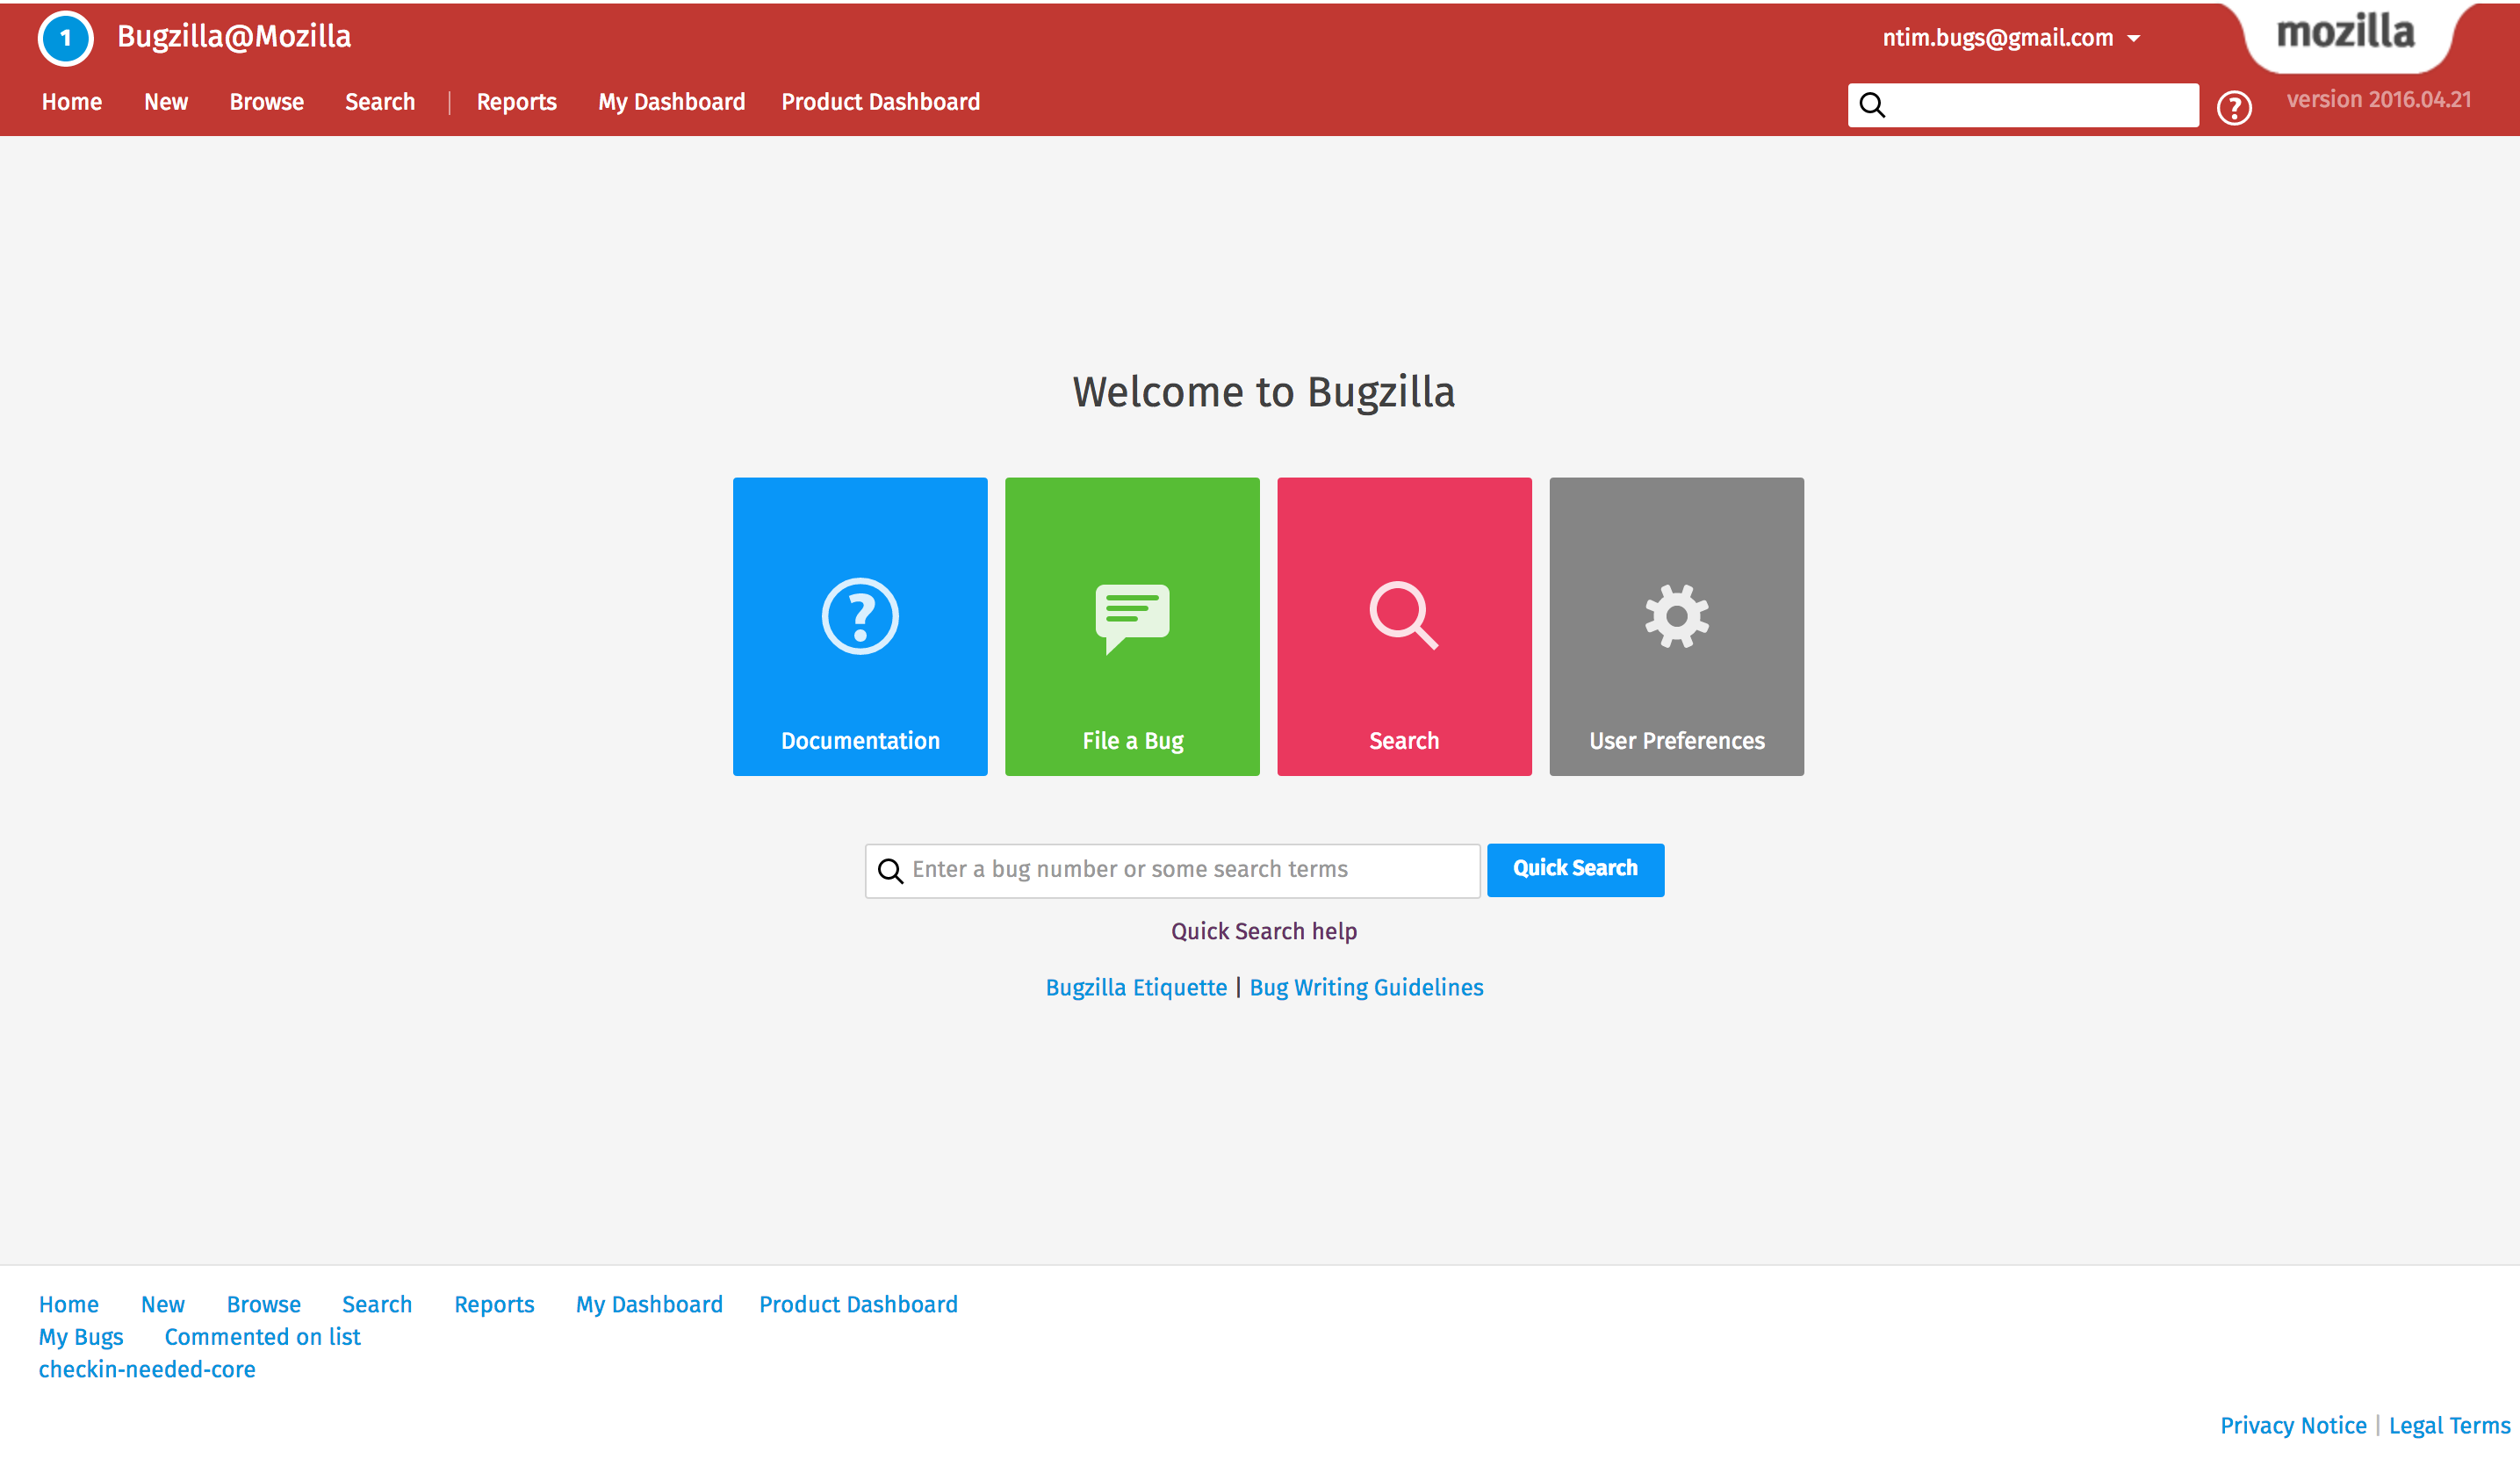 1 Bugzilla@Mozilla ntim.bugs@gmail.com mozilla
Home New Browse Search | Reports My Dashboard Product Dashboard ? version 2016.04.21
Welcome to Bugzilla
?
Documentation File a Bug Search User Preferences
Enter a bug number or some search terms Quick Search
Quick Search help
Bugzilla Etiquette | Bug Writing Guidelines
Home New Browse Search Reports My Dashboard Product Dashboard
My Bugs Commented on list
checkin-needed-core
Privacy Notice | Legal Terms